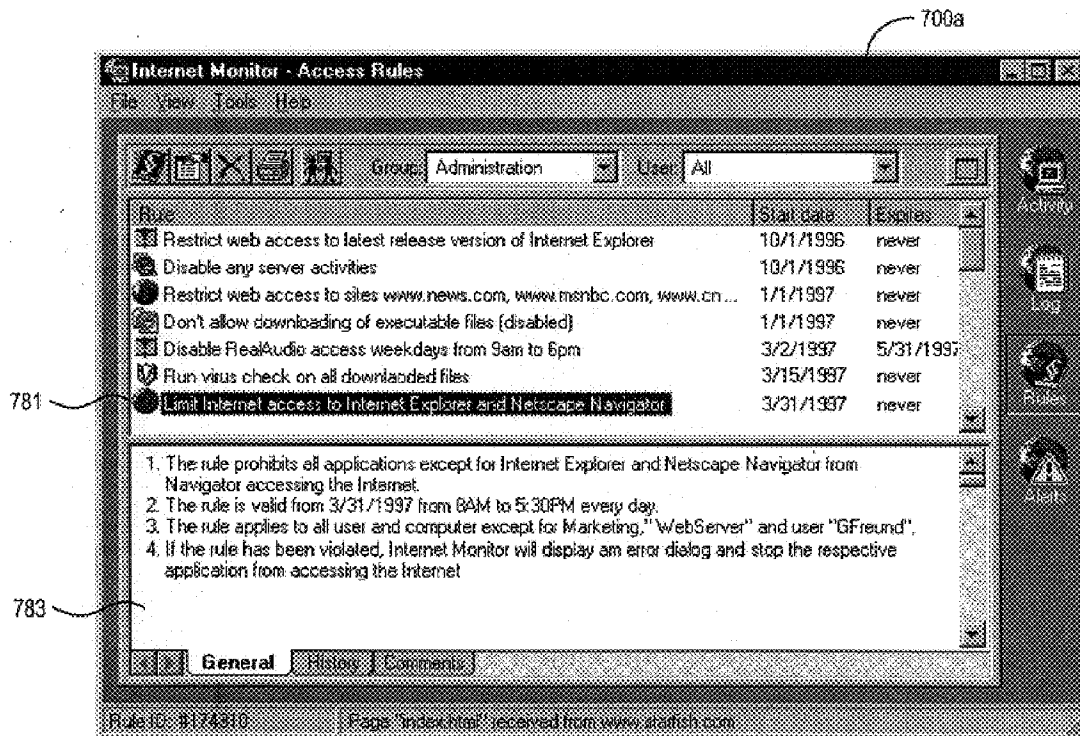 700a
Internet Monitor - Access Rules
File View Tools Help
Group: Administration User: All
Rule Start date Expires
Restrict web access to latest release version of Internet Explorer 10/1/1996 never
Disable any server activities 10/1/1996 never
Restrict web access to sites www.news.com, www.msnbc.com, www.cn... 1/1/1997 never
Don't allow downloading of executable files (disabled) 1/1/1997 never
Disable RealAudio access weekdays from 9am to 6pm 3/2/1997 5/31/1997
Run virus check on all downlaoded files 3/15/1997 never
781
Limit Internet access to Internet Explorer and Netscape Navigator 3/31/1997 never
Activity
Log
Rules
Alert
1. The rule prohibits all applications except for Internet Explorer and Netscape Navigator from
Navigator accessing the Internet.
2. The rule is valid from 3/31/1997 from 8AM to 5:30PM every day.
3. The rule applies to all user and computer except for Marketing," WebServer" and user "GFreund".
4. If the rule has been violated, Internet Monitor will display am error dialog and stop the respective
application from accessing the Internet
783
General History Comments
Rule ID: #174810 Page "index.html" received from www.starfish.com